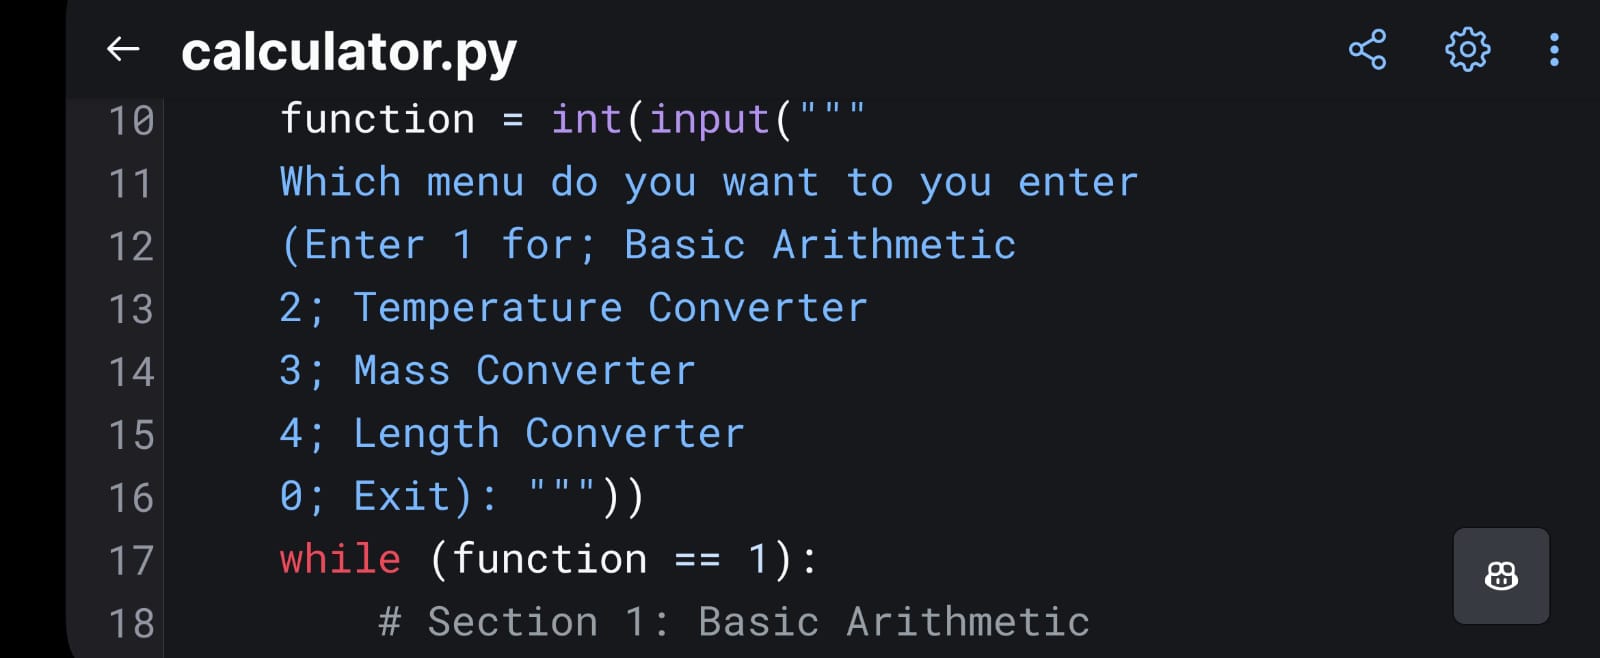 calculator.py
10 function = int(input("""
11 Which menu do you want to you enter
12 (Enter 1 for; Basic Arithmetic
13 2; Temperature Converter
14 3; Mass Converter
15 4; Length Converter
16 0; Exit): """))
17 while (function == 1):
18 # Section 1: Basic Arithmetic